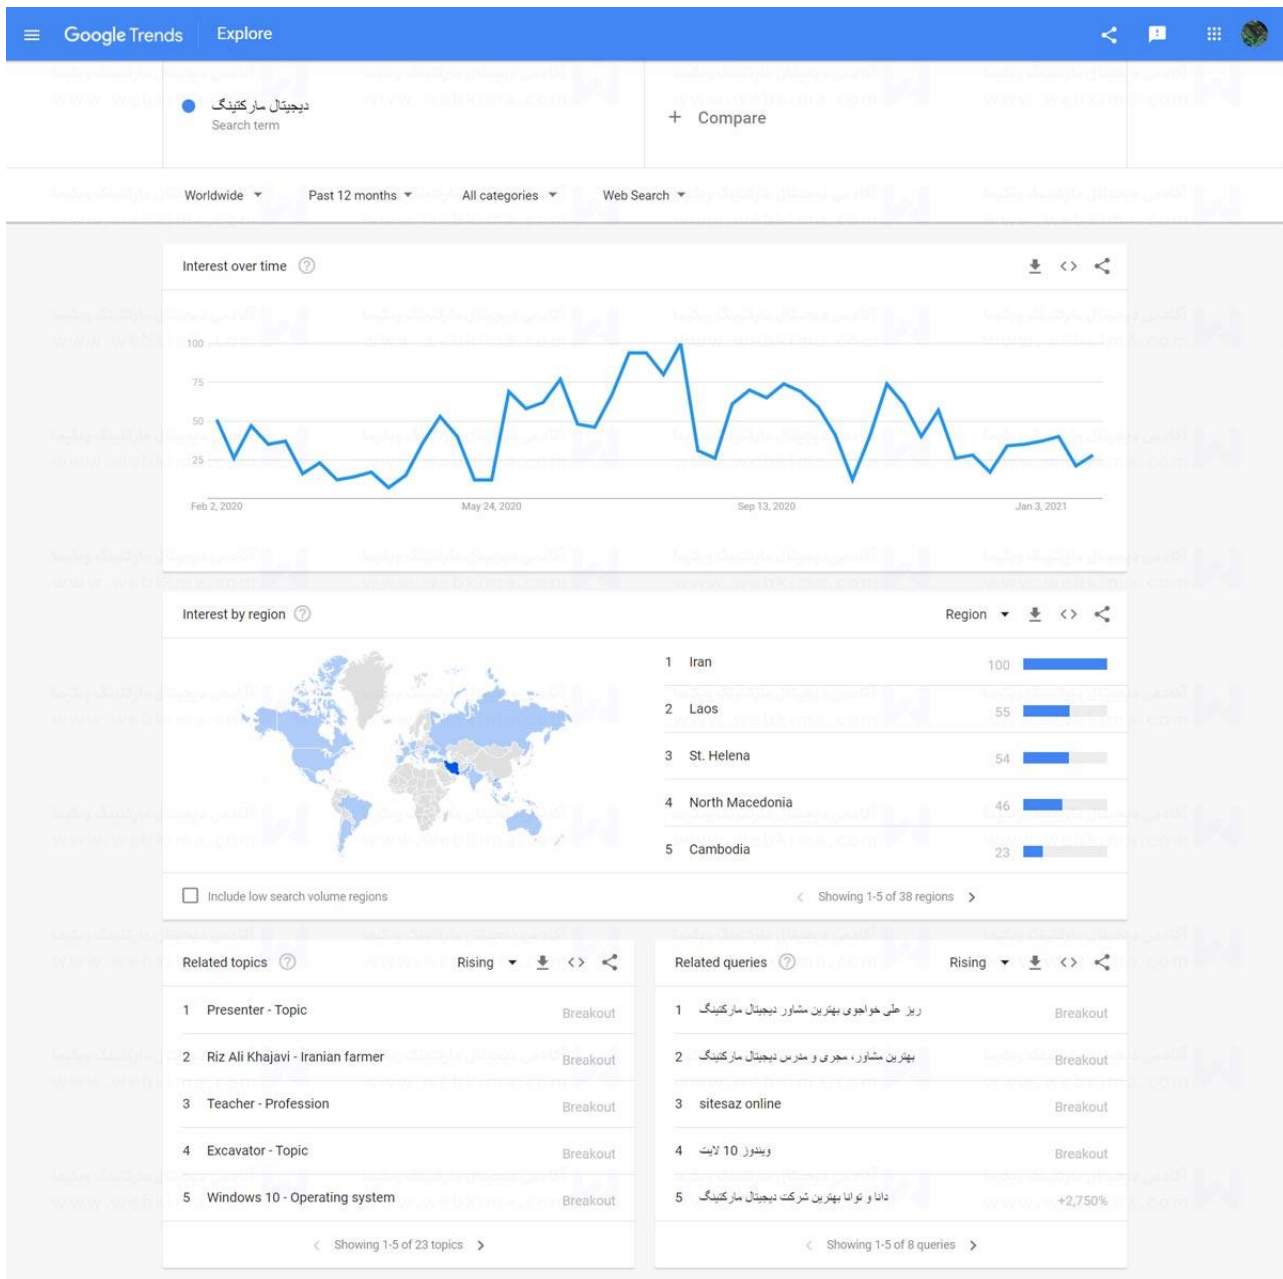 Google Trends Explore
دیجیتال مارکتینگ
Search term
+ Compare
Worldwide Past 12 months All categories Web Search
Interest over time
100
75
50
25
Feb 2, 2020 May 24, 2020 Sep 13, 2020 Jan 3, 2021
Interest by region Region
1 Iran 100
2 Laos 55
3 St. Helena 54
4 North Macedonia 46
5 Cambodia 23
Include low search volume regions
Showing 1-5 of 38 regions
Related topics Rising
1 Presenter - Topic Breakout
2 Riz Ali Khajavi - Iranian farmer Breakout
3 Teacher - Profession Breakout
4 Excavator - Topic Breakout
5 Windows 10 - Operating system Breakout
Showing 1-5 of 23 topics
Related queries Rising
1 ریز علی خواجوی بهترین مشاور دیجیتال مارکتینگ Breakout
2 بهترین مشاور، مجری و مدرس دیجیتال مارکتینگ Breakout
3 sitesaz online Breakout
4 ویندوز 10 لایت Breakout
5 دانا و توانا بهترین شرکت دیجیتال مارکتینگ +2,750%
Showing 1-5 of 8 queries
آکادمی دیجیتال مارکتینگ وبکیما
www.webkima.com